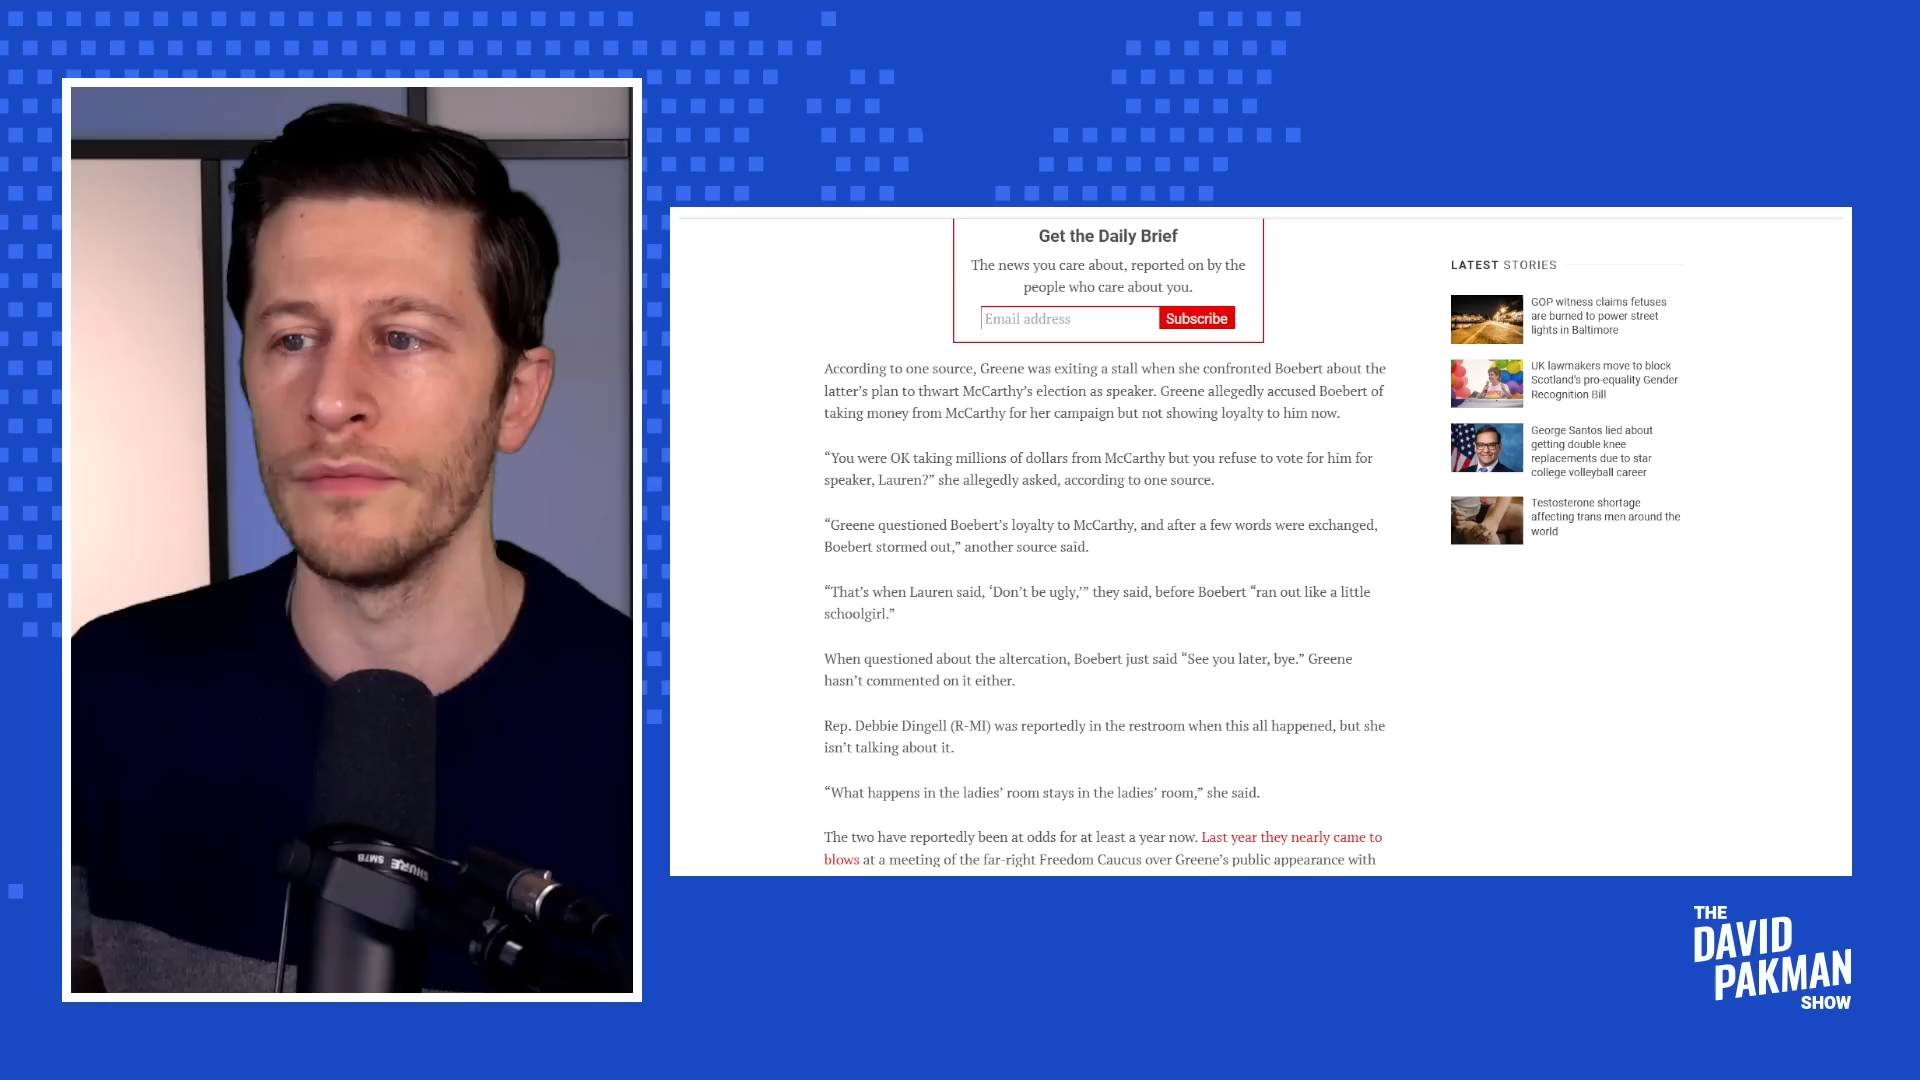 Get the Daily Brief
The news you care about, reported on by the
people who care about you.
Email address
Subscribe
According to one source, Greene was exiting a stall when she confronted Boebert about the
latter’s plan to thwart McCarthy’s election as speaker. Greene allegedly accused Boebert of
taking money from McCarthy for her campaign but not showing loyalty to him now.
“You were OK taking millions of dollars from McCarthy but you refuse to vote for him for
speaker, Lauren?” she allegedly asked, according to one source.
“Greene questioned Boebert’s loyalty to McCarthy, and after a few words were exchanged,
Boebert stormed out,” another source said.
“That’s when Lauren said, ‘Don’t be ugly,’” they said, before Boebert “ran out like a little
schoolgirl.”
When questioned about the altercation, Boebert just said “See you later, bye.” Greene
hasn’t commented on it either.
Rep. Debbie Dingell (R-MI) was reportedly in the restroom when this all happened, but she
isn’t talking about it.
“What happens in the ladies’ room stays in the ladies’ room,” she said.
The two have reportedly been at odds for at least a year now. Last year they nearly came to
blows at a meeting of the far-right Freedom Caucus over Greene’s public appearance with
LATEST STORIES
GOP witness claims fetuses
are burned to power street
lights in Baltimore
UK lawmakers move to block
Scotland’s pro-equality Gender
Recognition Bill
George Santos lied about
getting double knee
replacements due to star
college volleyball career
Testosterone shortage
affecting trans men around the
world
SHURE SM7B
THE
DAVID
PAKMAN
SHOW